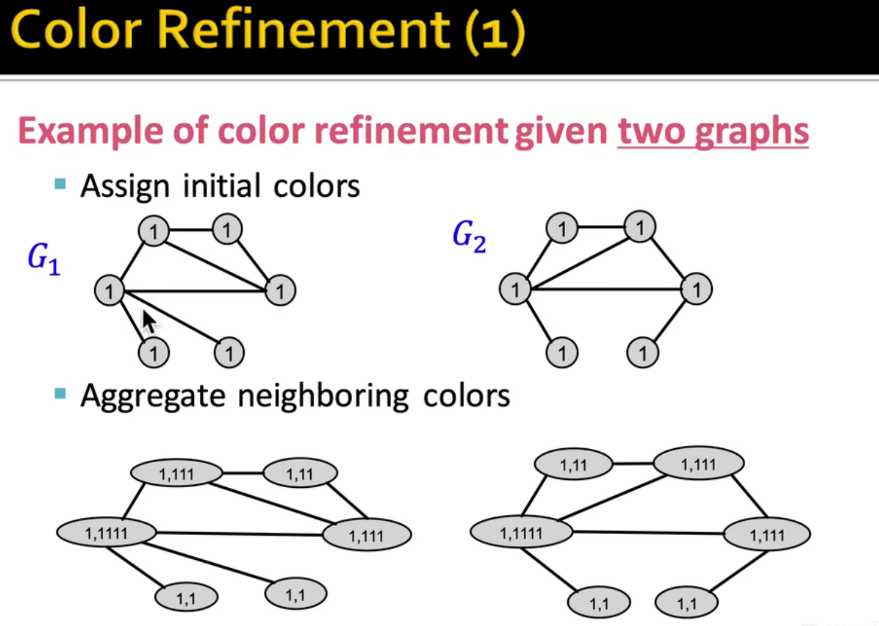 Color Refinement (1)
Example of color refinement given two graphs
Assign initial colors
G₁
1 1
1 1
1 1
G₂
1 1
1 1
1 1
Aggregate neighboring colors
1,111 1,11
1,1111 1,111
1,1 1,1
1,11 1,111
1,1111 1,111
1,1 1,1